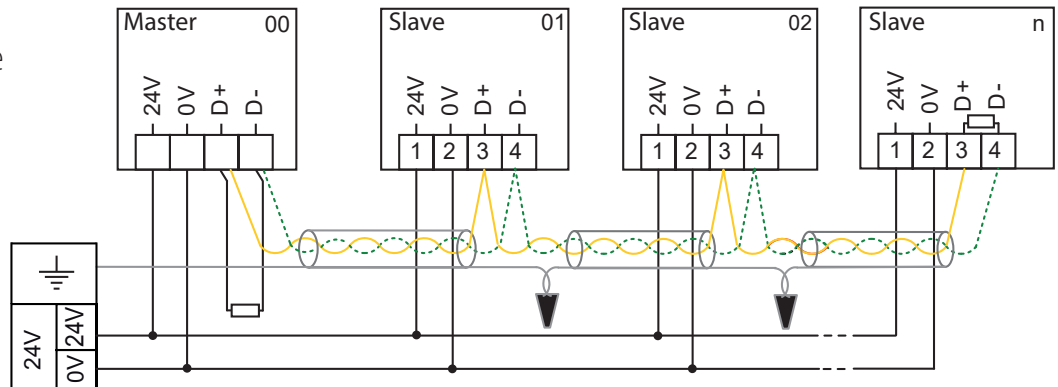 e
Master 00
24V 0V D+ D-
Slave 01
24V 0V D+ D-
1 2 3 4
Slave 02
24V 0V D+ D-
1 2 3 4
Slave n
24V 0V D+ D-
1 2 3 4
24V
24V
0V